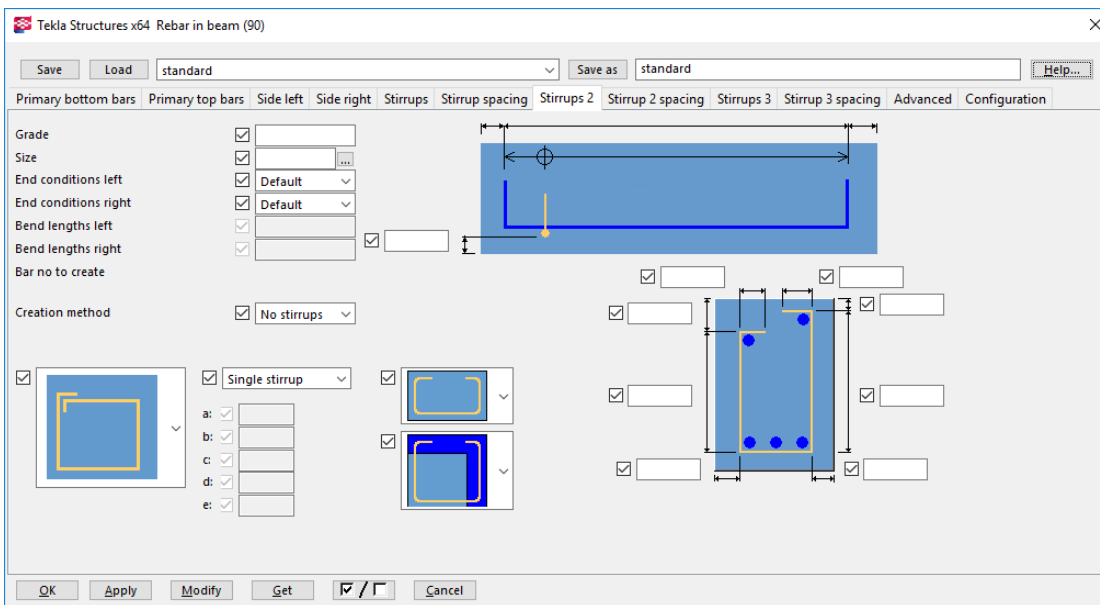 Tekla Structures x64 Rebar in beam (90)
Save Load standard Save as standard Help...
Primary bottom bars Primary top bars Side left Side right Stirrups Stirrup spacing Stirrups 2 Stirrup 2 spacing Stirrups 3 Stirrup 3 spacing Advanced Configuration
Grade
Size ...
End conditions left Default
End conditions right Default
Bend lengths left
Bend lengths right
Bar no to create
Creation method No stirrups
Single stirrup
a:
b:
c:
d:
e:
OK Apply Modify Get / Cancel